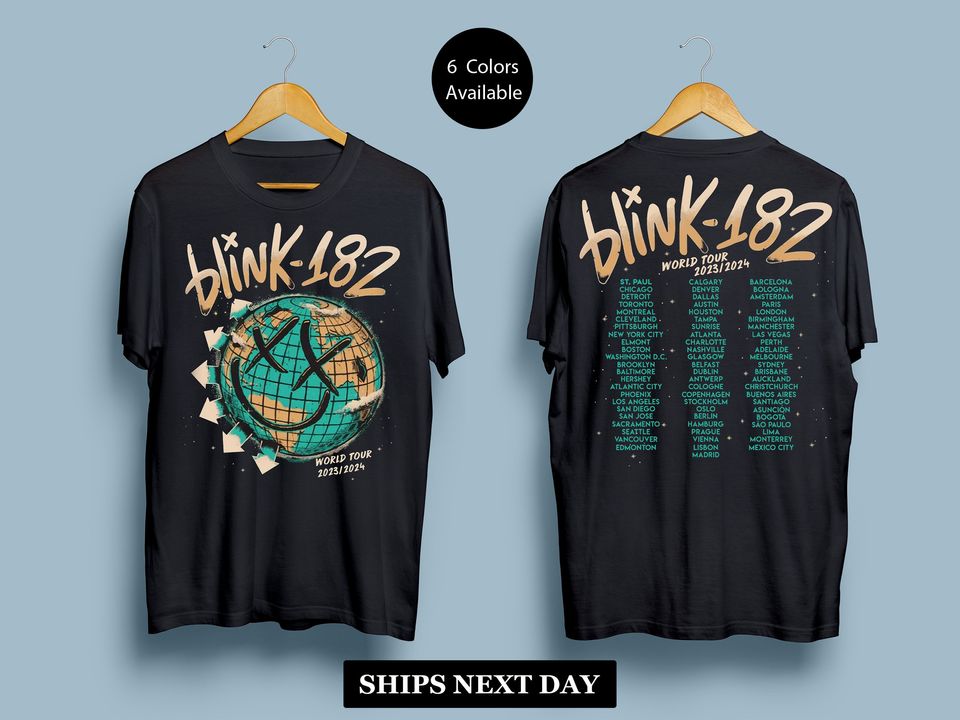 6 Colors
Available
blink-182
WORLD TOUR
2023/2024
blink-182
WORLD TOUR
2023/2024
ST. PAUL
CHICAGO
DETROIT
TORONTO
MONTREAL
CLEVELAND
PITTSBURGH
NEW YORK CITY
ELMONT
BOSTON
WASHINGTON D.C.
BROOKLYN
BALTIMORE
HERSHEY
ATLANTIC CITY
PHOENIX
LOS ANGELES
SAN DIEGO
SAN JOSE
SACRAMENTO
SEATTLE
VANCOUVER
EDMONTON
CALGARY
DENVER
DALLAS
AUSTIN
HOUSTON
TAMPA
SUNRISE
ATLANTA
CHARLOTTE
NASHVILLE
GLASGOW
BELFAST
DUBLIN
ANTWERP
COLOGNE
COPENHAGEN
STOCKHOLM
OSLO
BERLIN
HAMBURG
PRAGUE
VIENNA
LISBON
MADRID
BARCELONA
BOLOGNA
AMSTERDAM
PARIS
LONDON
BIRMINGHAM
MANCHESTER
LAS VEGAS
PERTH
ADELAIDE
MELBOURNE
SYDNEY
BRISBANE
AUCKLAND
CHRISTCHURCH
BUENOS AIRES
SANTIAGO
ASUNCIÓN
BOGOTA
SÃO PAULO
LIMA
MONTERREY
MEXICO CITY
SHIPS NEXT DAY